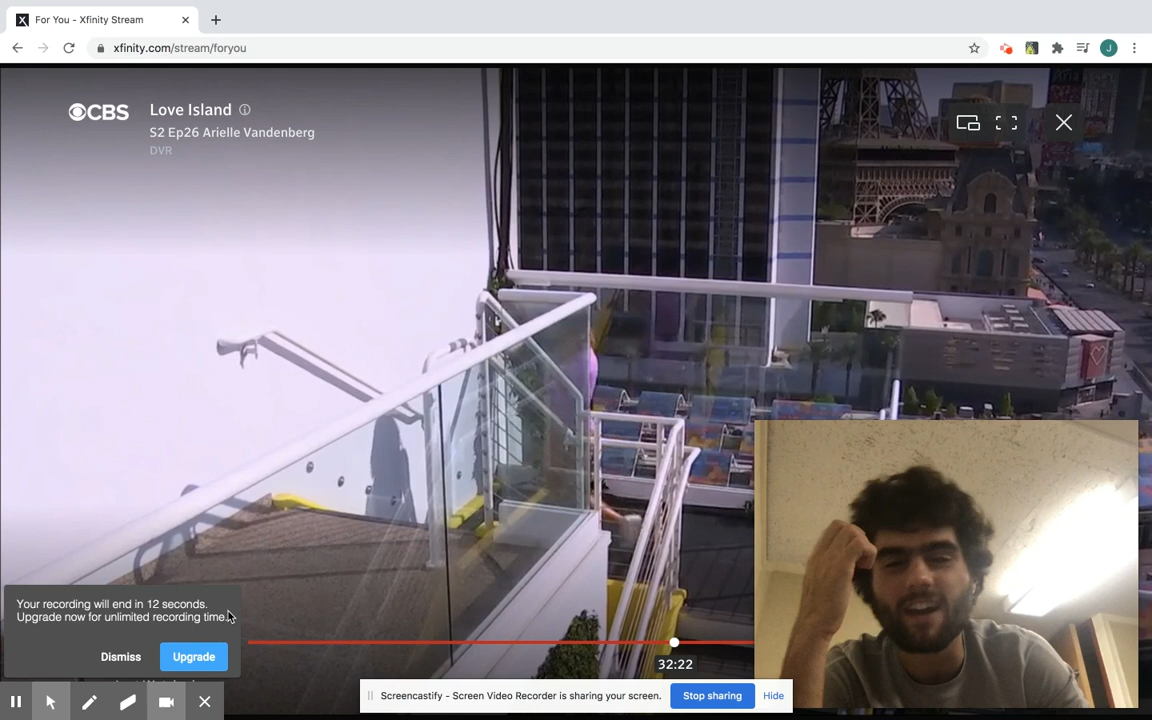 For You - Xfinity Stream
xfinity.com/stream/foryou
J
CBS
Love Island
S2 Ep26 Arielle Vandenberg
DVR
Your recording will end in 12 seconds.
Upgrade now for unlimited recording time.
Dismiss
Upgrade
32:22
Screencastify - Screen Video Recorder is sharing your screen.
Stop sharing
Hide